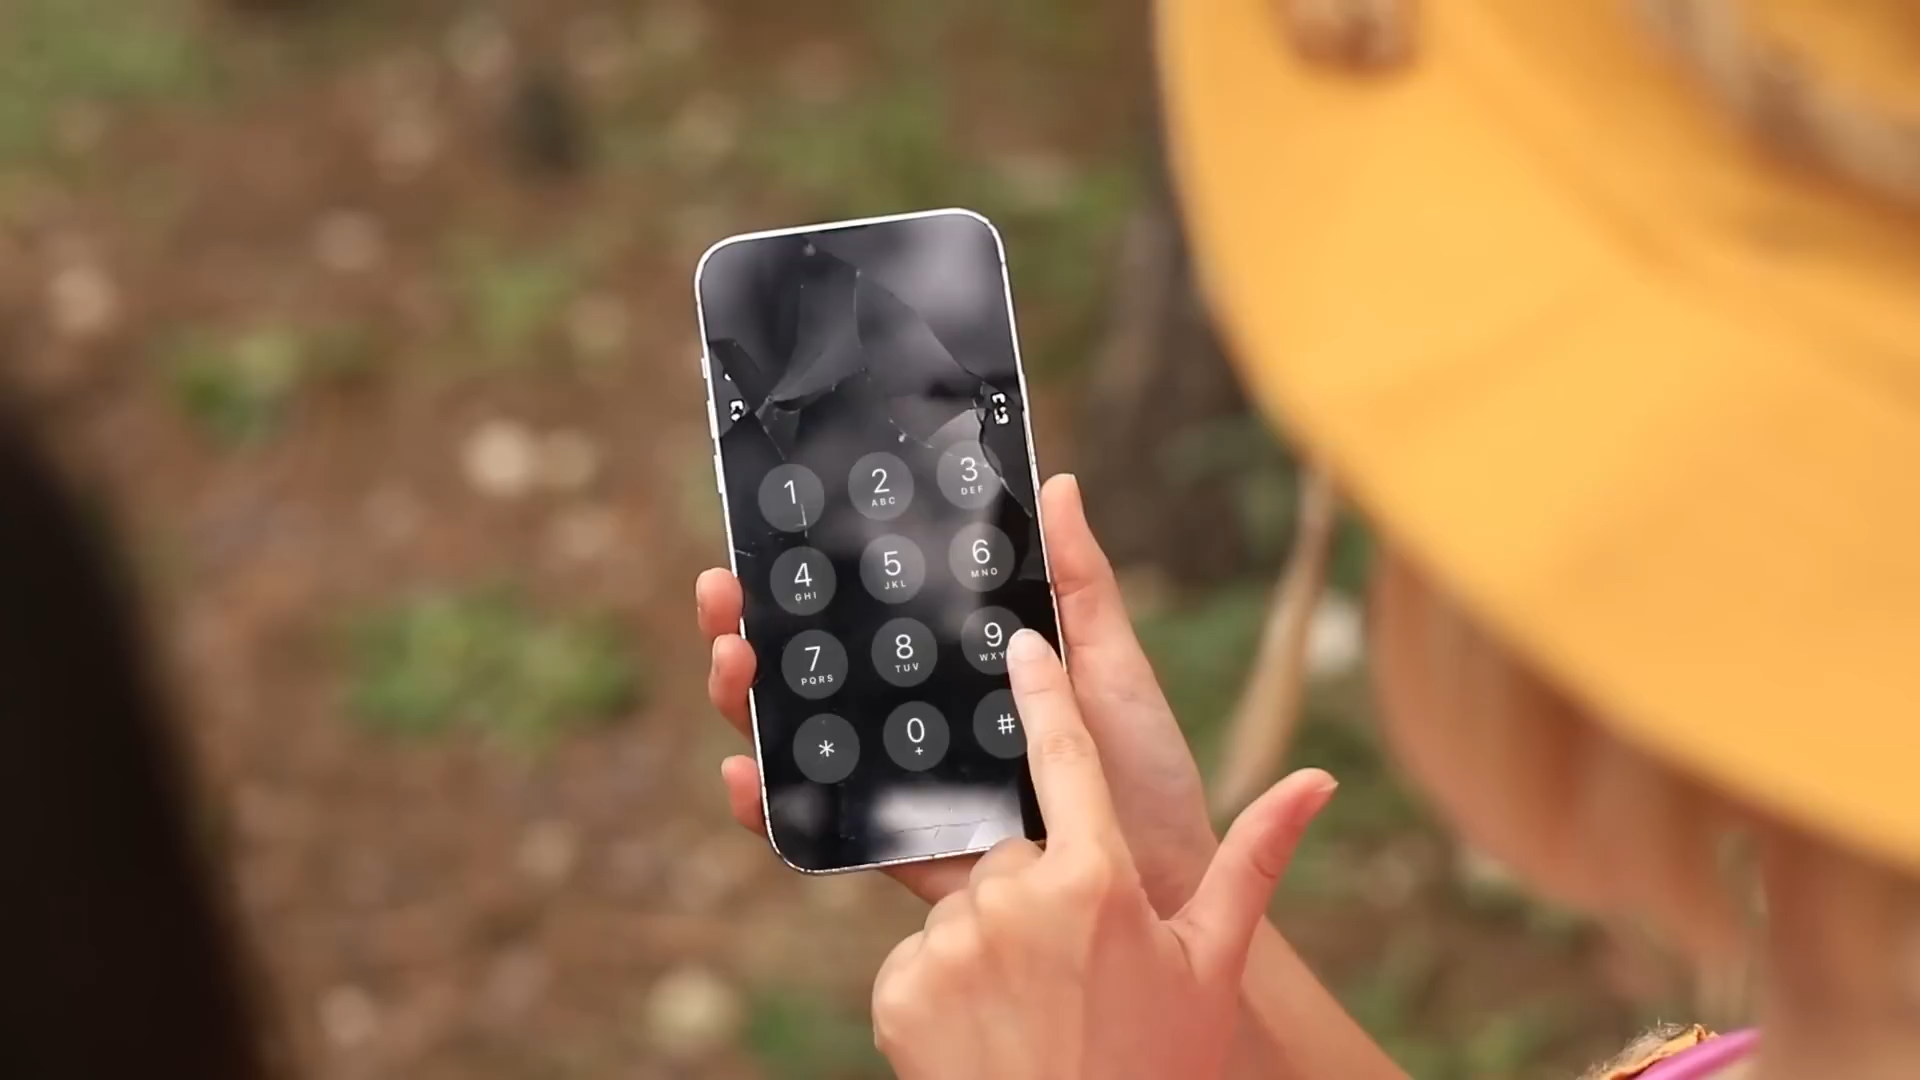 1 2 3
ABC DEF
4 5 6
GHI JKL MNO
7 8 9
PQRS TUV WXY
* 0 #
+